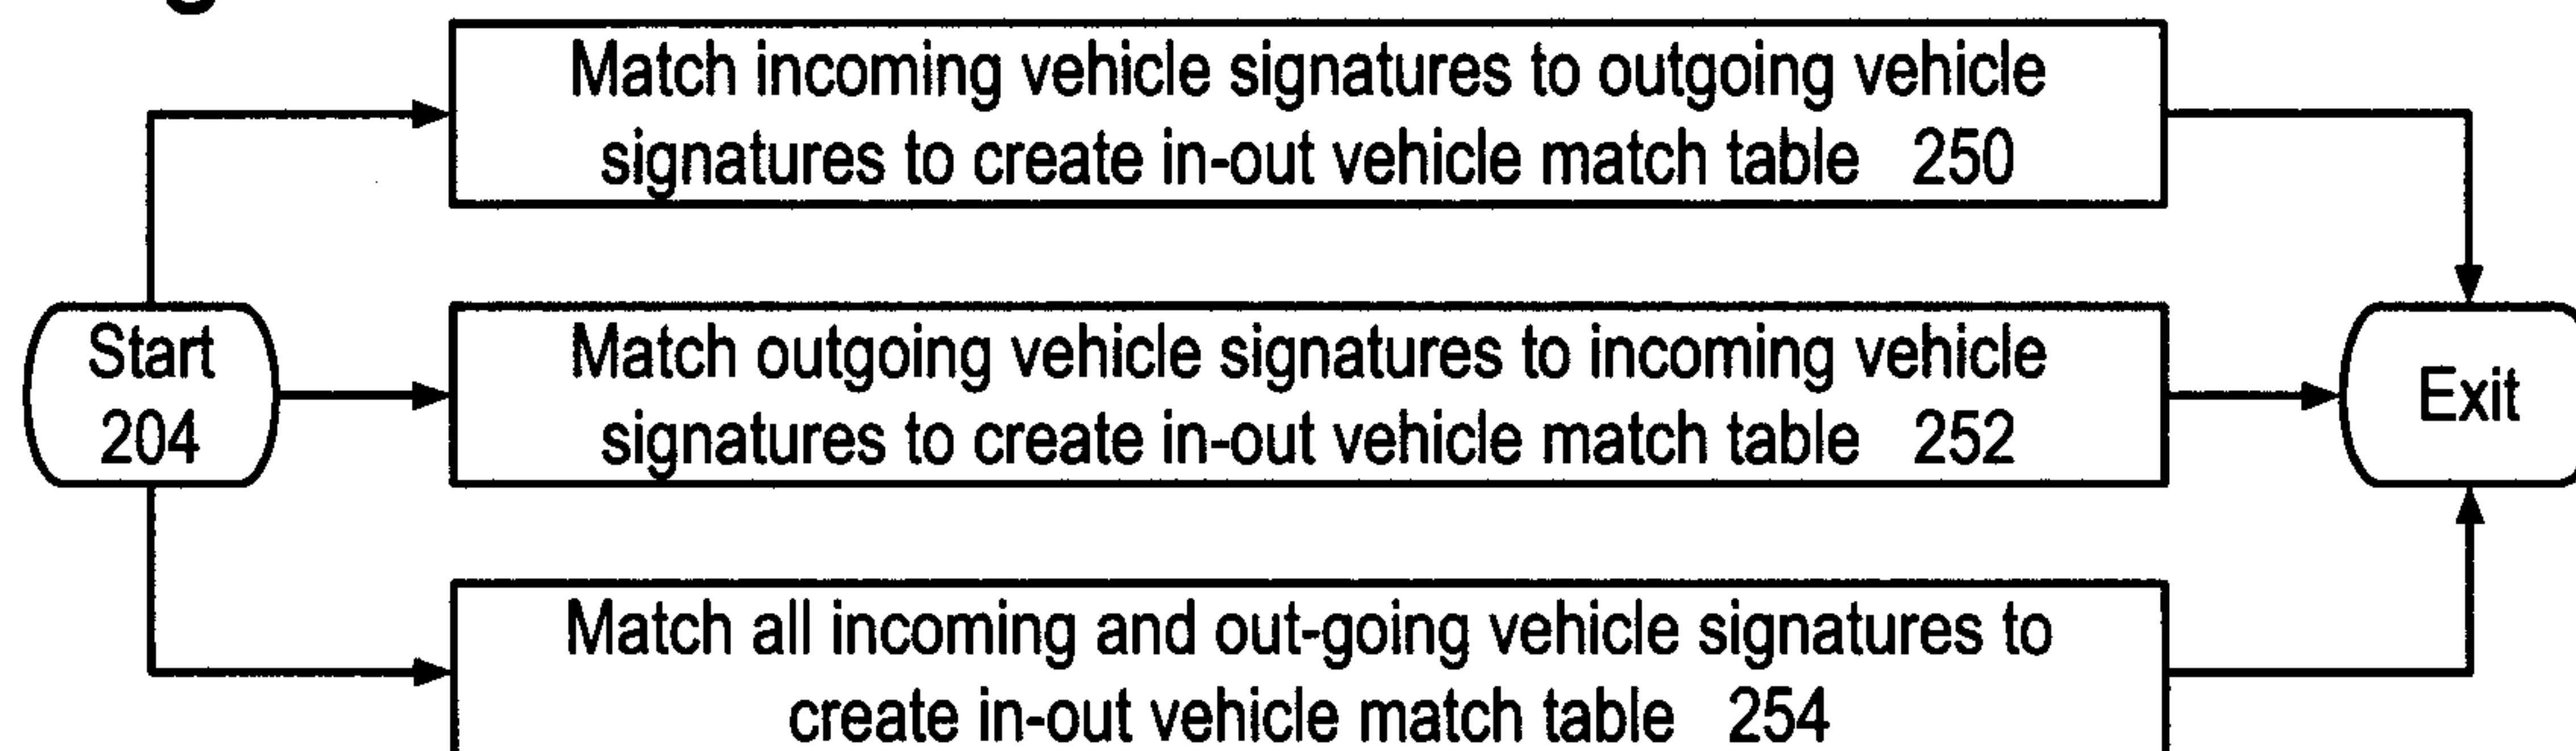 Match incoming vehicle signatures to outgoing vehicle
signatures to create in-out vehicle match table 250
Start
204
Match outgoing vehicle signatures to incoming vehicle
signatures to create in-out vehicle match table 252
Exit
Match all incoming and out-going vehicle signatures to
create in-out vehicle match table 254